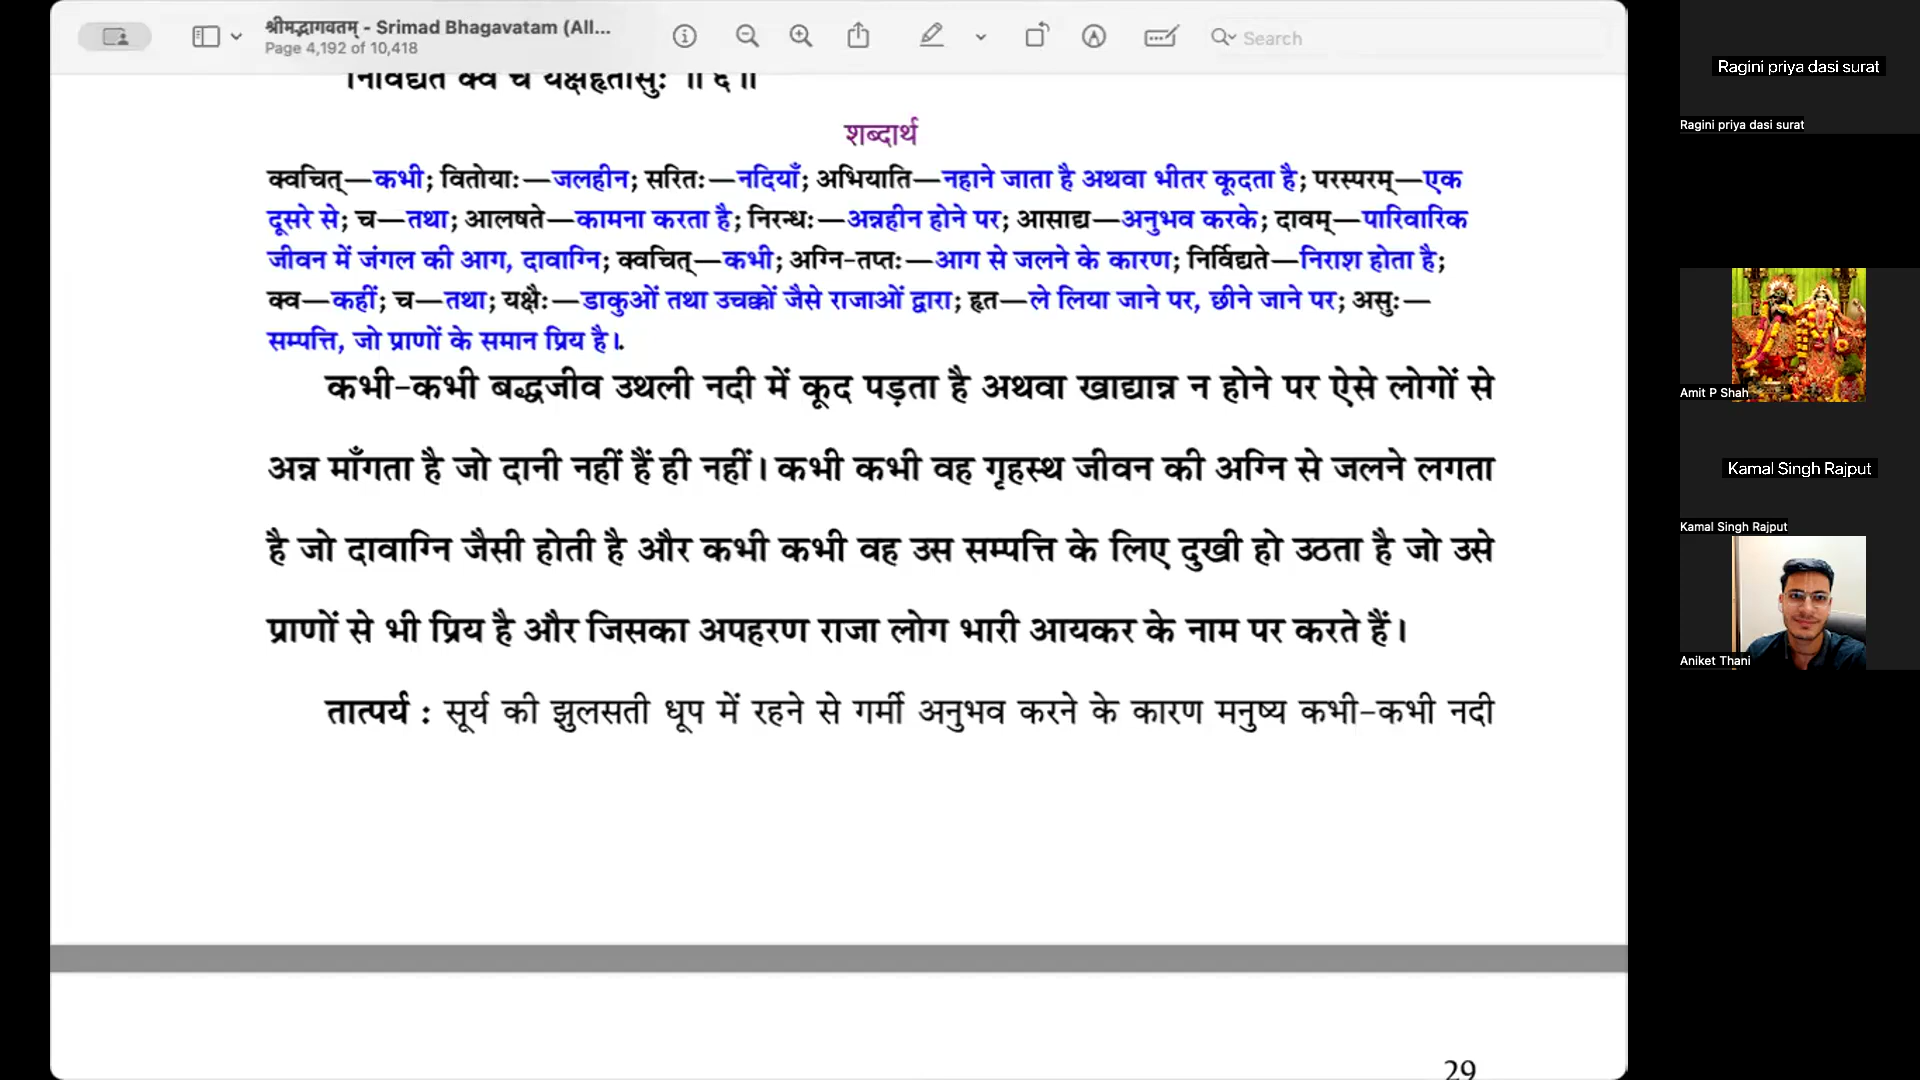 श्रीमद्भागवतम् - Srimad Bhagavatam (All...
Page 4,192 of 10,418
Search
निर्विद्यते क्व च यक्षैर्हृतासुः ॥ ६॥
शब्दार्थ
क्वचित्—कभी; वितोयाः—जलहीन; सरितः—नदियाँ; अभियाति—नहाने जाता है अथवा भीतर कूदता है; परस्परम्—एक
दूसरे से; च—तथा; आलषते—कामना करता है; निरन्धः—अन्नहीन होने पर; आसाद्य—अनुभव करके; दावम्—पारिवारिक
जीवन में जंगल की आग, दावाग्नि; क्वचित्—कभी; अग्नि-तप्तः—आग से जलने के कारण; निर्विद्यते—निराश होता है;
क्व—कहीं; च—तथा; यक्षैः—डाकुओं तथा उचक्कों जैसे राजाओं द्वारा; हृत—ले लिया जाने पर, छीने जाने पर; असुः—
सम्पत्ति, जो प्राणों के समान प्रिय है।.
कभी-कभी बद्धजीव उथली नदी में कूद पड़ता है अथवा खाद्यान्न न होने पर ऐसे लोगों से
अन्न माँगता है जो दानी नहीं हैं ही नहीं। कभी कभी वह गृहस्थ जीवन की अग्नि से जलने लगता
है जो दावाग्नि जैसी होती है और कभी कभी वह उस सम्पत्ति के लिए दुखी हो उठता है जो उसे
प्राणों से भी प्रिय है और जिसका अपहरण राजा लोग भारी आयकर के नाम पर करते हैं।
तात्पर्य : सूर्य की झुलसती धूप में रहने से गर्मी अनुभव करने के कारण मनुष्य कभी-कभी नदी
29
Ragini priya dasi surat
Ragini priya dasi surat
Amit P Shah
Kamal Singh Rajput
Kamal Singh Rajput
Aniket Thani